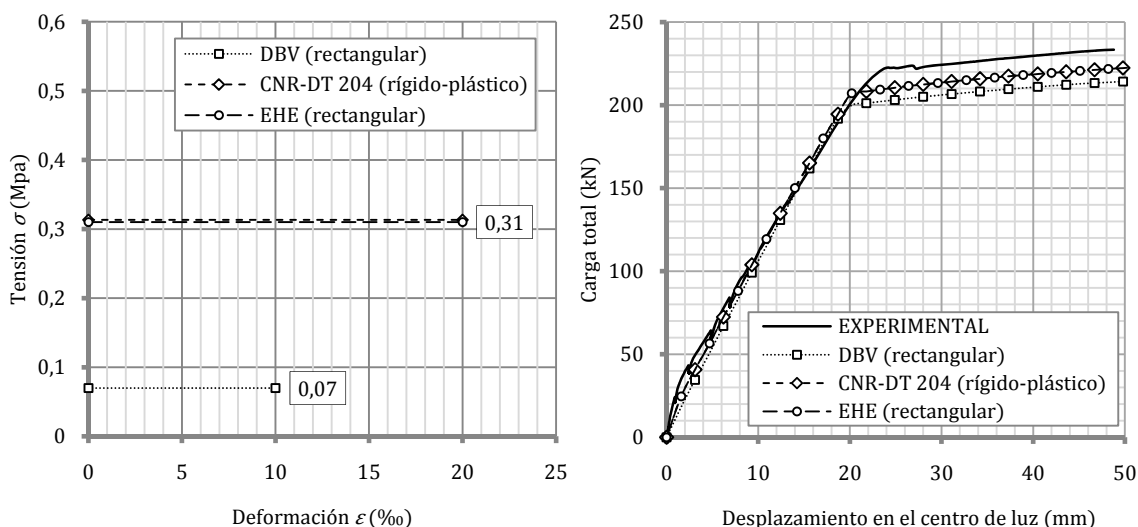 0,6
0,5
0,4
0,3
0,2
0,1
0
Tensión σ (Mpa)
DBV (rectangular)
CNR-DT 204 (rígido-plástico)
EHE (rectangular)
0,31
0,07
0 5 10 15 20 25
Deformación ε (‰)
250
200
150
100
50
0
Carga total (kN)
EXPERIMENTAL
DBV (rectangular)
CNR-DT 204 (rígido-plástico)
EHE (rectangular)
0 10 20 30 40 50
Desplazamiento en el centro de luz (mm)